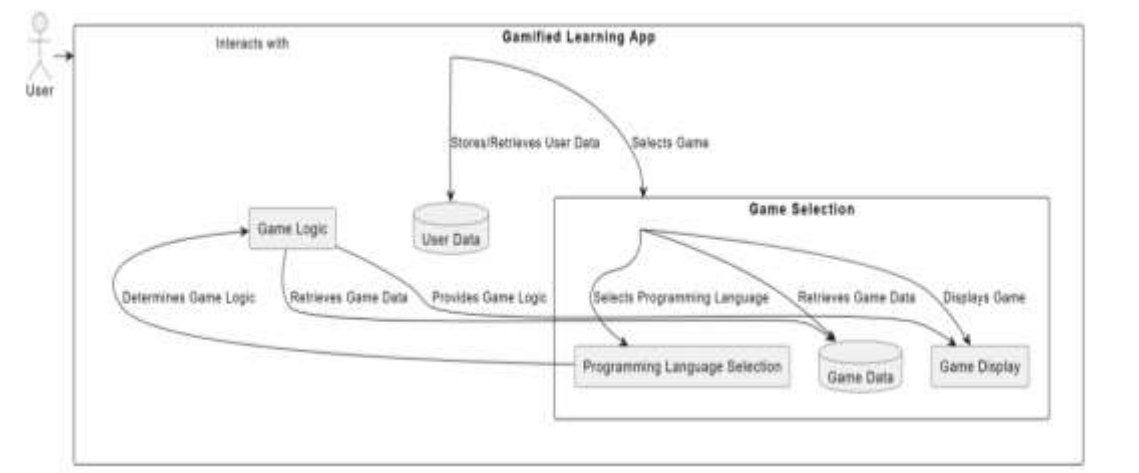 Gamified Learning App
Interacts with
User
Stores/Retrieves User Data
Selects Game
Game Selection
Game Logic
User Data
Determines Game Logic
Retrieves Game Data
Provides Game Logic
Selects Programming Language
Retrieves Game Data
Displays Game
Programming Language Selection
Game Data
Game Display